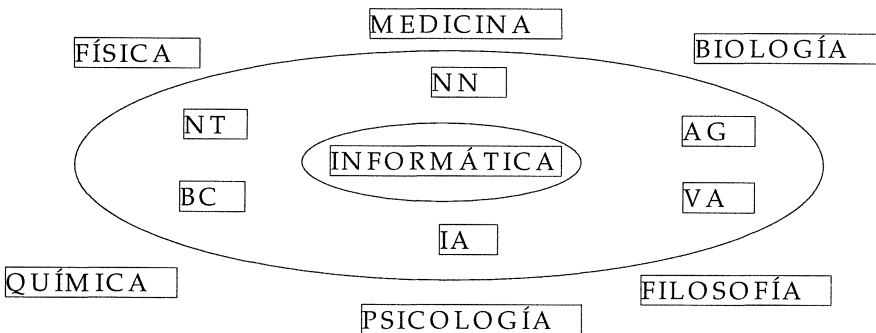 MEDICINA
FÍSICA
BIOLOGÍA
NN
NT
AG
INFORMÁTICA
BC
VA
IA
QUÍMICA
FILOSOFÍA
PSICOLOGÍA